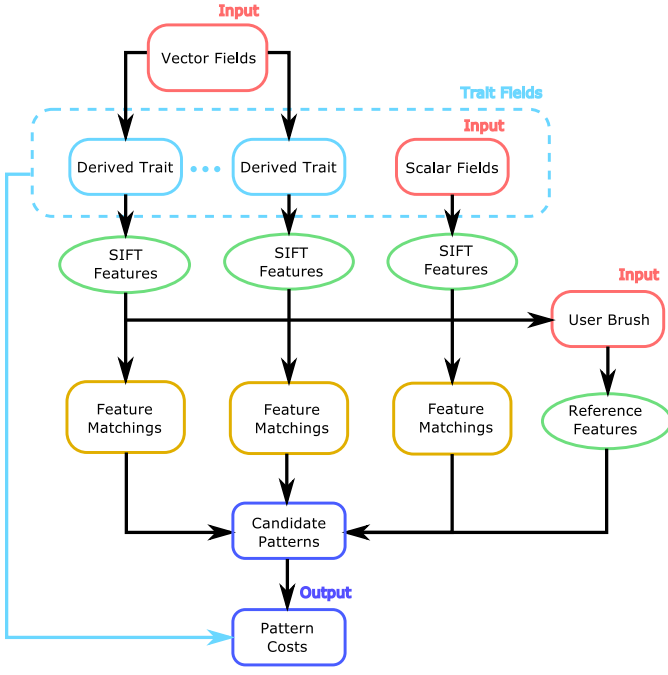 Input
Vector Fields
Trait Fields
Input
Derived Trait
Derived Trait
Scalar Fields
SIFT
Features
SIFT
Features
SIFT
Features
Input
User Brush
Feature
Matchings
Feature
Matchings
Feature
Matchings
Reference
Features
Candidate
Patterns
Output
Pattern
Costs